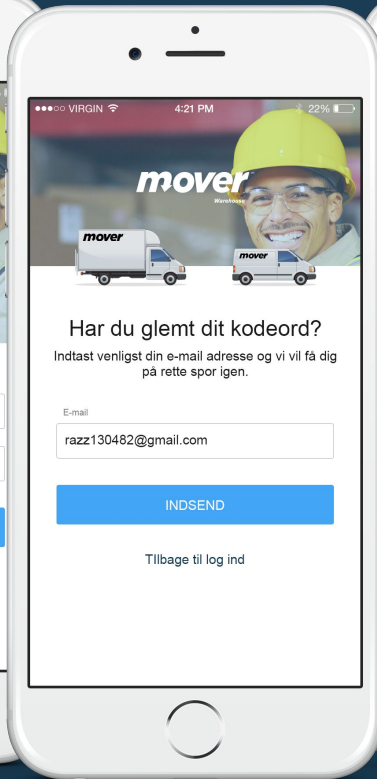 VIRGIN
4:21 PM
22%
mover
Warehouse
mover
mover
Har du glemt dit kodeord?
Indtast venligst din e-mail adresse og vi vil få dig
på rette spor igen.
E-mail
razz130482@gmail.com
INDSEND
TIlbage til log ind